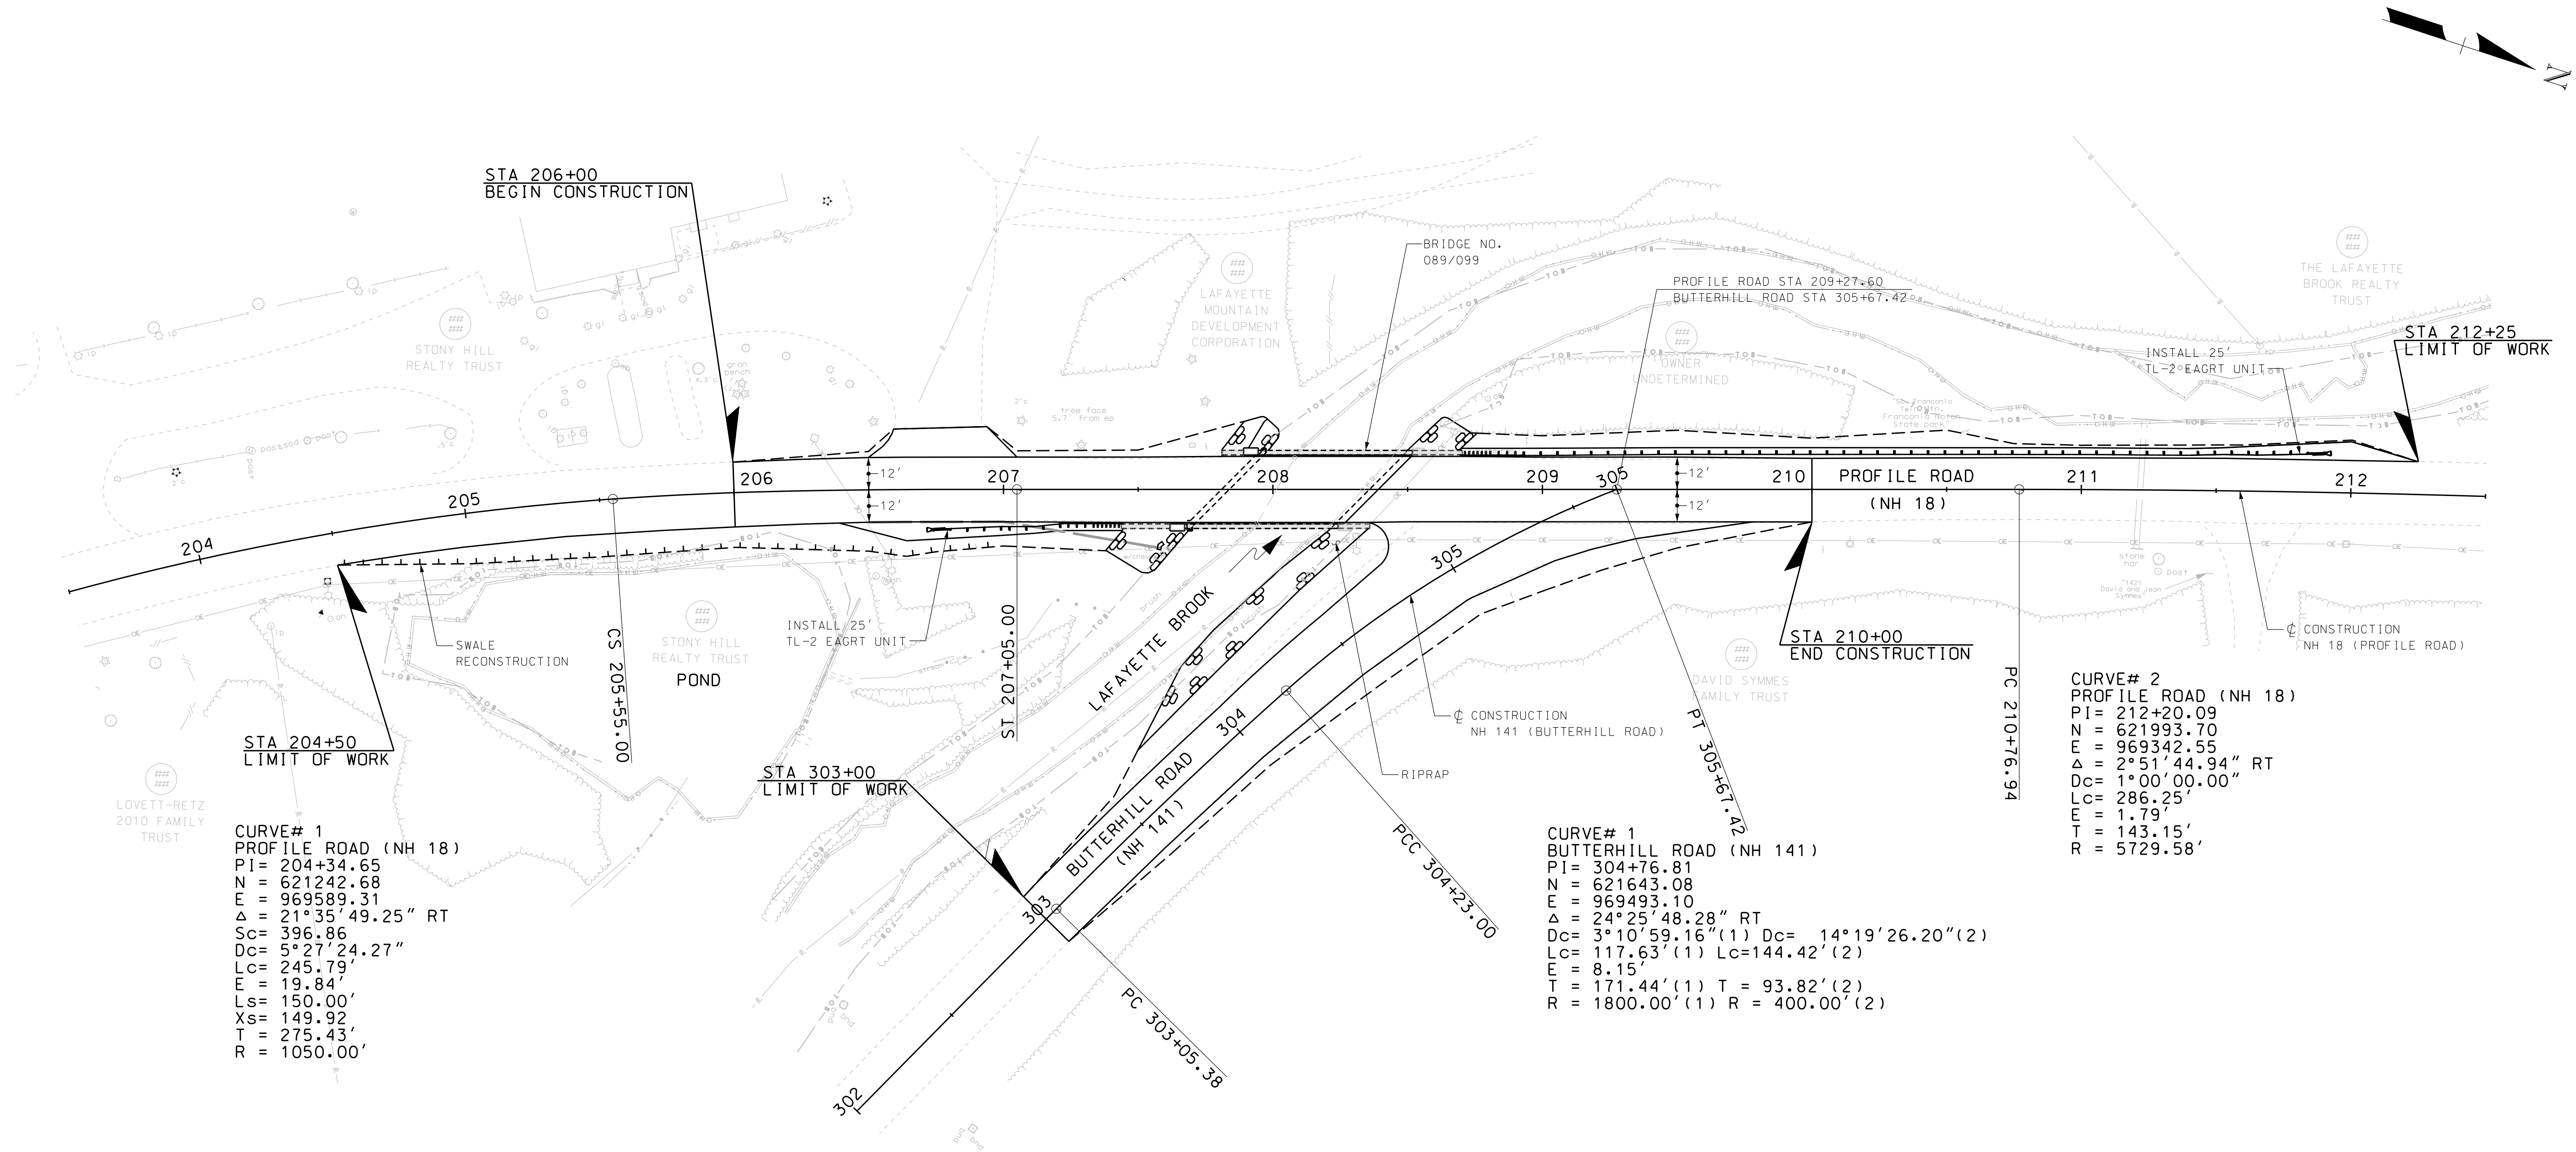 N
STA 206+00
BEGIN CONSTRUCTION
BRIDGE NO.
089/099
PROFILE ROAD STA 209+27.60
BUTTERHILL ROAD STA 305+67.42
LAFAYETTE
MOUNTAIN
DEVELOPMENT
CORPORATION
THE LAFAYETTE
BROOK REALTY
TRUST
STONY HILL
REALTY TRUST
OWNER
UNDETERMINED
INSTALL 25'
TL-2 EAGRT UNIT
STA 212+25
LIMIT OF WORK
gran
bench
tree face
5.7' from ep
204
205
206
207
208
209
305
210
PROFILE ROAD
(NH 18)
211
212
12'
12'
12'
12'
305
304
303
302
SWALE
RECONSTRUCTION
CS 205+55.00
STONY HILL
REALTY TRUST
POND
INSTALL 25'
TL-2 EAGRT UNIT
ST 207+05.00
LAFAYETTE BROOK
BUTTERHILL ROAD
(NH 141)
℄ CONSTRUCTION
NH 141 (BUTTERHILL ROAD)
RIPRAP
DAVID SYMMES
FAMILY TRUST
STA 210+00
END CONSTRUCTION
"1421
David and Jean
Symmes"
℄ CONSTRUCTION
NH 18 (PROFILE ROAD)
STA 204+50
LIMIT OF WORK
STA 303+00
LIMIT OF WORK
LOVETT-RETZ
2010 FAMILY
TRUST
PC 303+05.38
PCC 304+23.00
PT 305+67.42
PC 210+76.94
CURVE# 1
PROFILE ROAD (NH 18)
PI= 204+34.65
N = 621242.68
E = 969589.31
Δ = 21°35'49.25" RT
Sc= 396.86
Dc= 5°27'24.27"
Lc= 245.79'
E = 19.84'
Ls= 150.00'
Xs= 149.92
T = 275.43'
R = 1050.00'
CURVE# 1
BUTTERHILL ROAD (NH 141)
PI= 304+76.81
N = 621643.08
E = 969493.10
Δ = 24°25'48.28" RT
Dc= 3°10'59.16"(1) Dc= 14°19'26.20"(2)
Lc= 117.63'(1) Lc=144.42'(2)
E = 8.15'
T = 171.44'(1) T = 93.82'(2)
R = 1800.00'(1) R = 400.00'(2)
CURVE# 2
PROFILE ROAD (NH 18)
PI= 212+20.09
N = 621993.70
E = 969342.55
Δ = 2°51'44.94" RT
Dc= 1°00'00.00"
Lc= 286.25'
E = 1.79'
T = 143.15'
R = 5729.58'